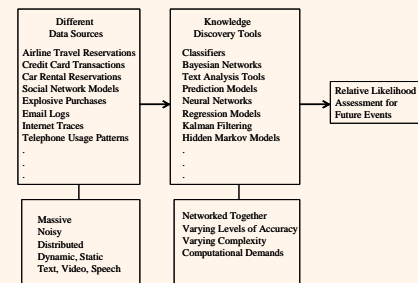 Different
Data Sources
Airline Travel Reservations
Credit Card Transactions
Car Rental Reservations
Social Network Models
Explosive Purchases
Email Logs
Internet Traces
Telephone Usage Patterns
.
.
.
Knowledge
Discovery Tools
Classifiers
Bayesian Networks
Text Analysis Tools
Prediction Models
Neural Networks
Regression Models
Kalman Filtering
Hidden Markov Models
.
.
.
Relative Likelihood
Assessment for
Future Events
Massive
Noisy
Distributed
Dynamic, Static
Text, Video, Speech
Networked Together
Varying Levels of Accuracy
Varying Complexity
Computational Demands